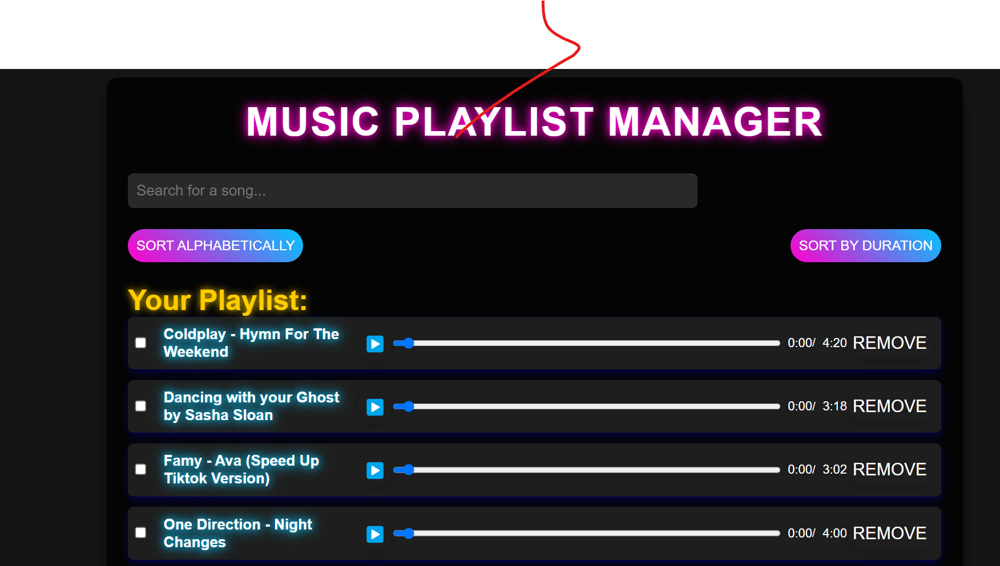 MUSIC PLAYLIST MANAGER
Search for a song...
SORT ALPHABETICALLY
SORT BY DURATION
Your Playlist:
Coldplay - Hymn For The
Weekend
0:00/ 4:20 REMOVE
Dancing with your Ghost
by Sasha Sloan
0:00/ 3:18 REMOVE
Famy - Ava (Speed Up
Tiktok Version)
0:00/ 3:02 REMOVE
One Direction - Night
Changes
0:00/ 4:00 REMOVE